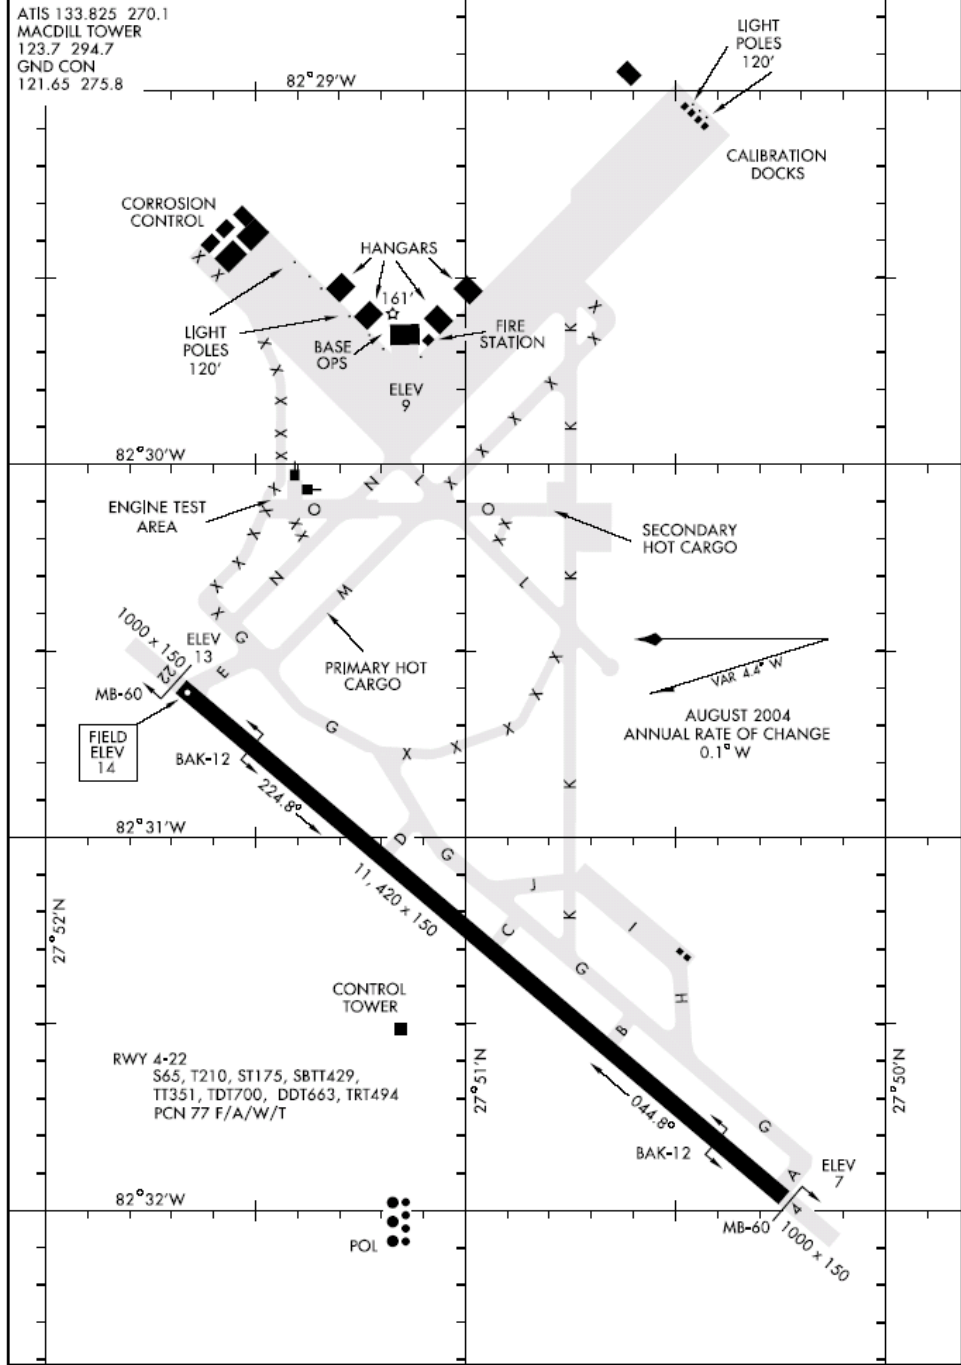 ATIS 133.825 270.1
MACDILL TOWER
123.7 294.7
GND CON
121.65 275.8
82°29'W
LIGHT
POLES
120'
CALIBRATION
DOCKS
CORROSION
CONTROL
X
X
HANGARS
161'
LIGHT
POLES
120'
BASE
OPS
FIRE
STATION
ELEV
9
X
X
X
X
X
X
K
X
X
X
X
K
82°30'W
X
N
L
X
ENGINE TEST
AREA
X
O
X
X
X
O
X
X
SECONDARY
HOT CARGO
X
X
N
M
L
K
X
1000 x 150
22
ELEV
13
G
E
PRIMARY HOT
CARGO
X
X
VAR 4.4° W
MB-60
FIELD
ELEV
14
G
X
X
X
AUGUST 2004
ANNUAL RATE OF CHANGE
0.1° W
BAK-12
224.8°
K
82°31'W
D
G
11, 420 x 150
J
K
I
C
G
H
27°52'N
CONTROL
TOWER
B
RWY 4-22
S65, T210, ST175, SBTT429,
TT351, TDT700, DDT663, TRT494
PCN 77 F/A/W/T
27°51'N
27°50'N
044.8°
BAK-12
G
A
ELEV
7
82°32'W
MB-60
4
1000 x 150
POL